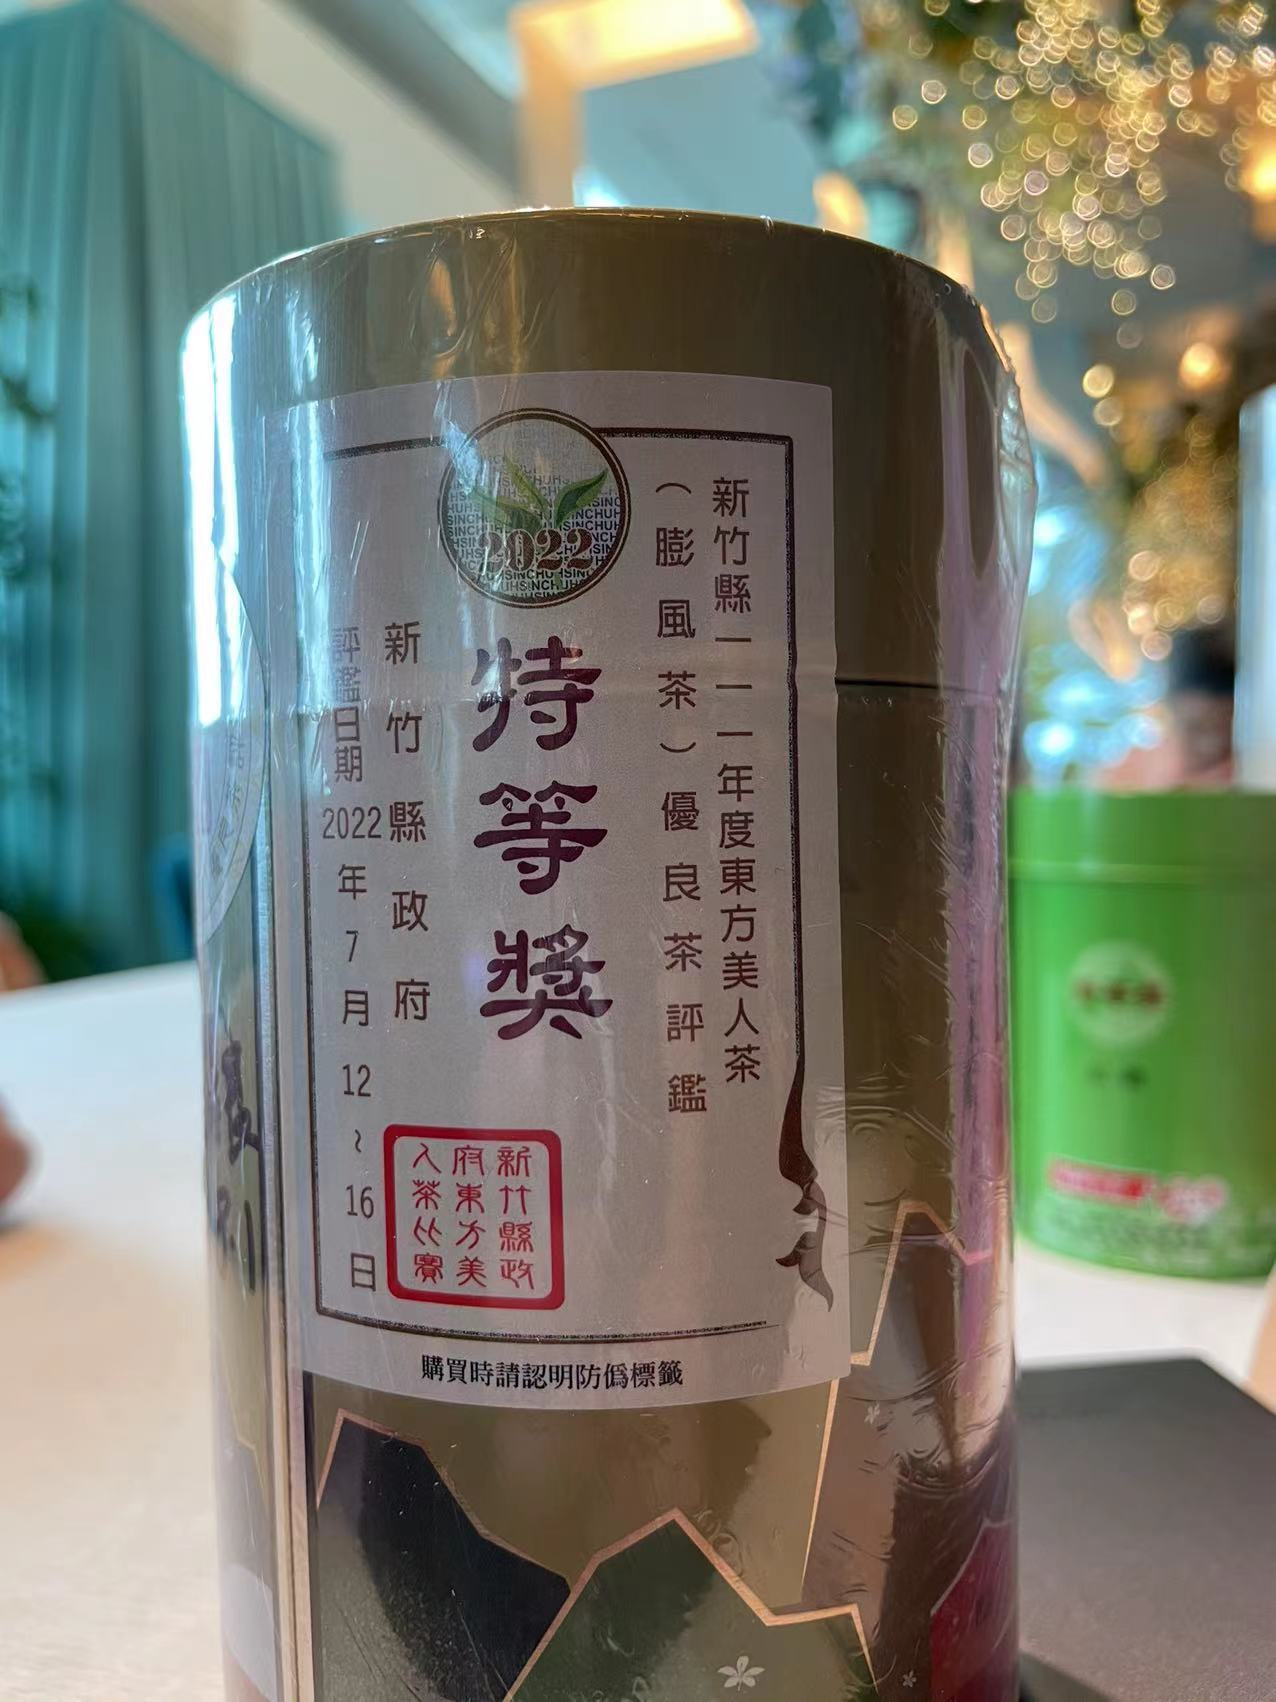 新竹縣一一一年度東方美人茶
（膨風茶）優良茶評鑑
2022
特等獎
新竹縣政府
評鑑日期2022年7月12~16日
新竹縣政
府東方美
人茶比賽
購買時請認明防偽標籤